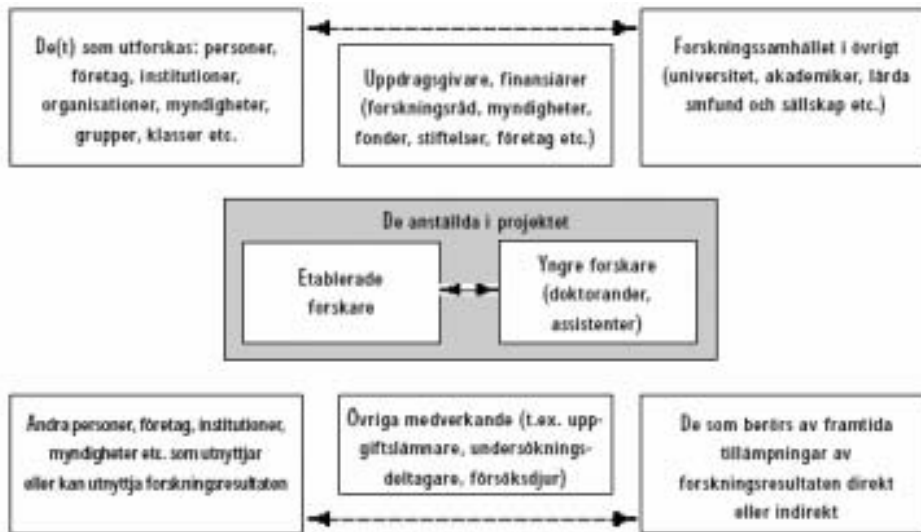 De(t) som utforskas: personer,
företag, institutioner,
organisationer, myndigheter,
grupper, klasser etc.
Uppdragsgivare, finansiärer
(forskningsråd, myndigheter,
fonder, stiftelser, företag etc.)
Forskningssamhället i övrigt
(universitet, akademiker, lärda
smfund och sällskap etc.)
De anställda i projektet
Etablerade
forskare
Yngre forskare
(doktorander,
assistenter)
Andra personer, företag, institutioner,
myndigheter etc. som utnyttjar
eller kan utnyttja forskningsresultaten
Övriga medverkande (t.ex. upp-
giftslämnare, undersöknings-
deltagare, försöksdjur)
De som berörs av framtida
tillämpningar av
forskningsresultaten direkt
eller indirekt